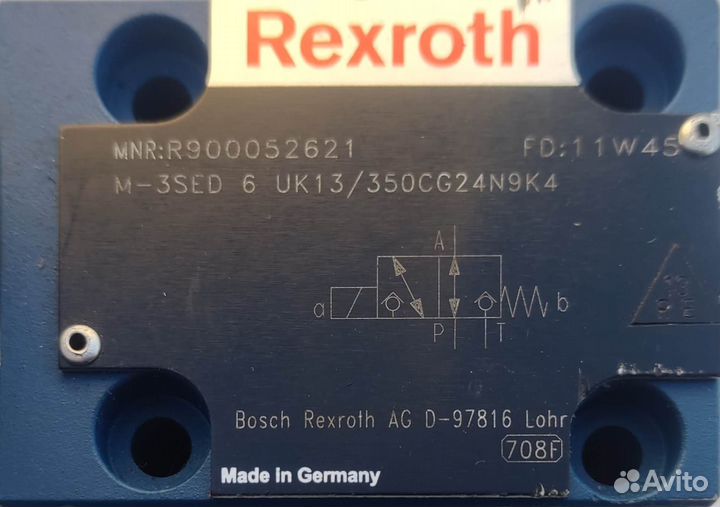 Rexroth
MNR:R900052621 FD:11W45
M-3SED 6 UK13/350CG24N9K4
A
a b
P T
Bosch Rexroth AG D-97816 Lohr
708F
Made in Germany
Avito